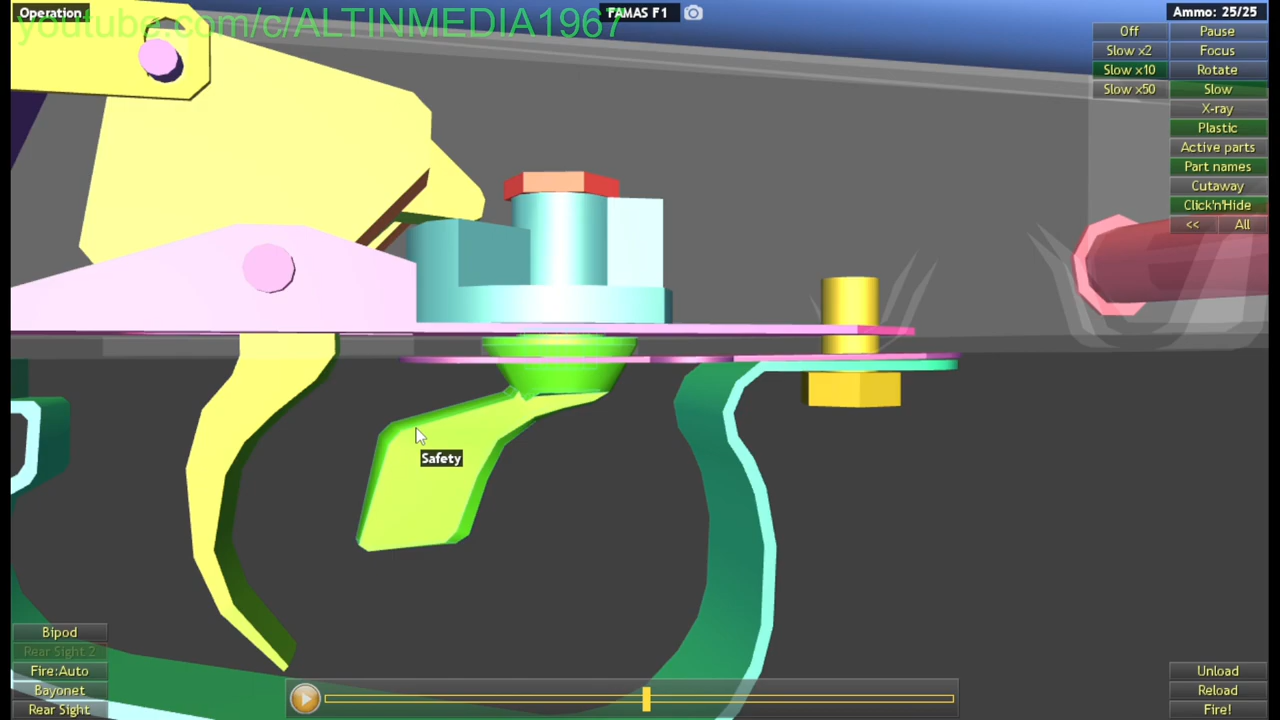 Operation
youtube.com/c/ALTINMEDIA1967
FAMAS F1
Ammo: 25/25
Off
Pause
Slow x2
Focus
Slow x10
Rotate
Slow x50
Slow
X-ray
Plastic
Active parts
Part names
Cutaway
Click'n'Hide
<<
All
Safety
Bipod
Rear Sight 2
Fire:Auto
Bayonet
Rear Sight
Unload
Reload
Fire!